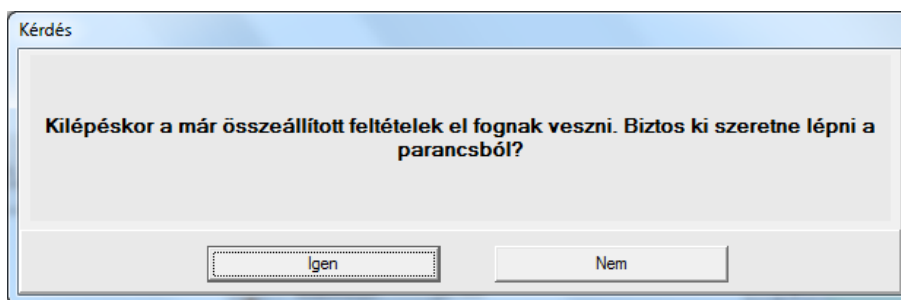 Kérdés
Kilépéskor a már összeállított feltételek el fognak veszni. Biztos ki szeretne lépni a
parancsból?
Igen
Nem